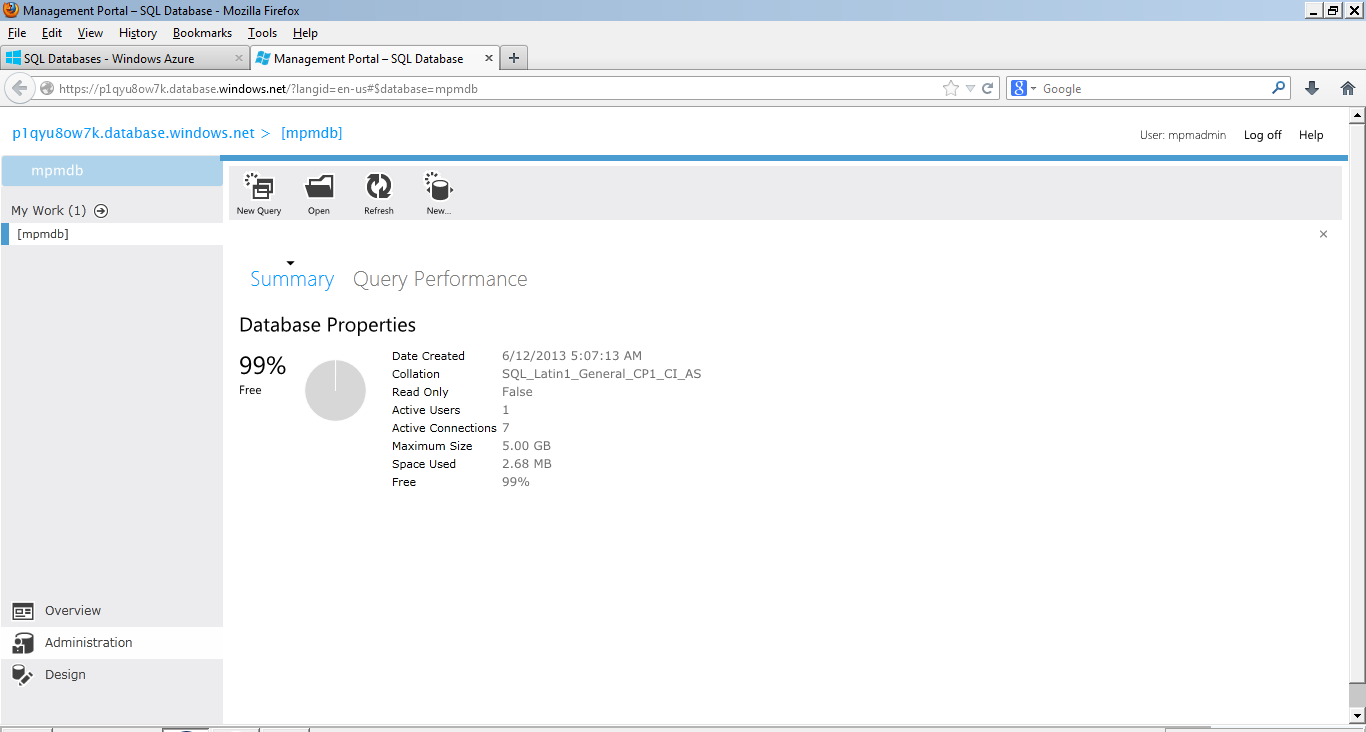 Management Portal – SQL Database - Mozilla Firefox
File Edit View History Bookmarks Tools Help
SQL Databases - Windows Azure
Management Portal – SQL Database
https://p1qyu8ow7k.database.windows.net/?langid=en-us#$database=mpmdb
Google
p1qyu8ow7k.database.windows.net > [mpmdb]
User: mpmadmin Log off Help
mpmdb
My Work (1)
[mpmdb]
New Query Open Refresh New...
Summary Query Performance
Database Properties
99%
Free
Date Created 6/12/2013 5:07:13 AM
Collation SQL_Latin1_General_CP1_CI_AS
Read Only False
Active Users 1
Active Connections 7
Maximum Size 5.00 GB
Space Used 2.68 MB
Free 99%
Overview
Administration
Design